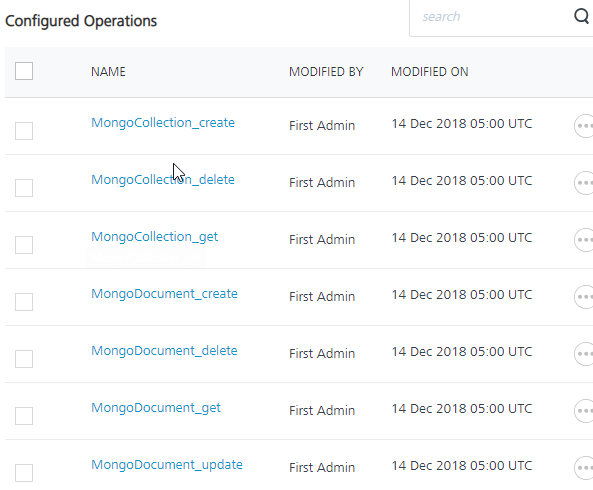 Configured Operations
search
NAME MODIFIED BY MODIFIED ON
MongoCollection_create First Admin 14 Dec 2018 05:00 UTC
MongoCollection_delete First Admin 14 Dec 2018 05:00 UTC
MongoCollection_get First Admin 14 Dec 2018 05:00 UTC
MongoDocument_create First Admin 14 Dec 2018 05:00 UTC
MongoDocument_delete First Admin 14 Dec 2018 05:00 UTC
MongoDocument_get First Admin 14 Dec 2018 05:00 UTC
MongoDocument_update First Admin 14 Dec 2018 05:00 UTC